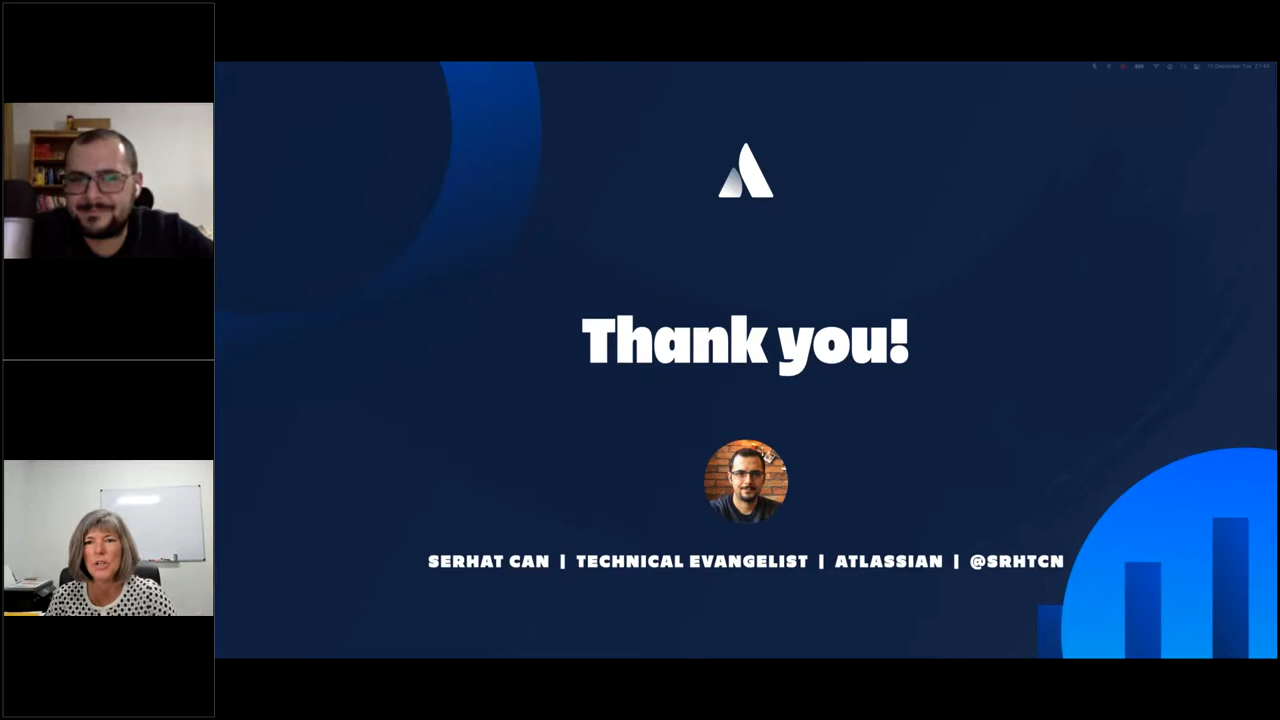 Thank you!
SERHAT CAN | TECHNICAL EVANGELIST | ATLASSIAN | @SRHTCN